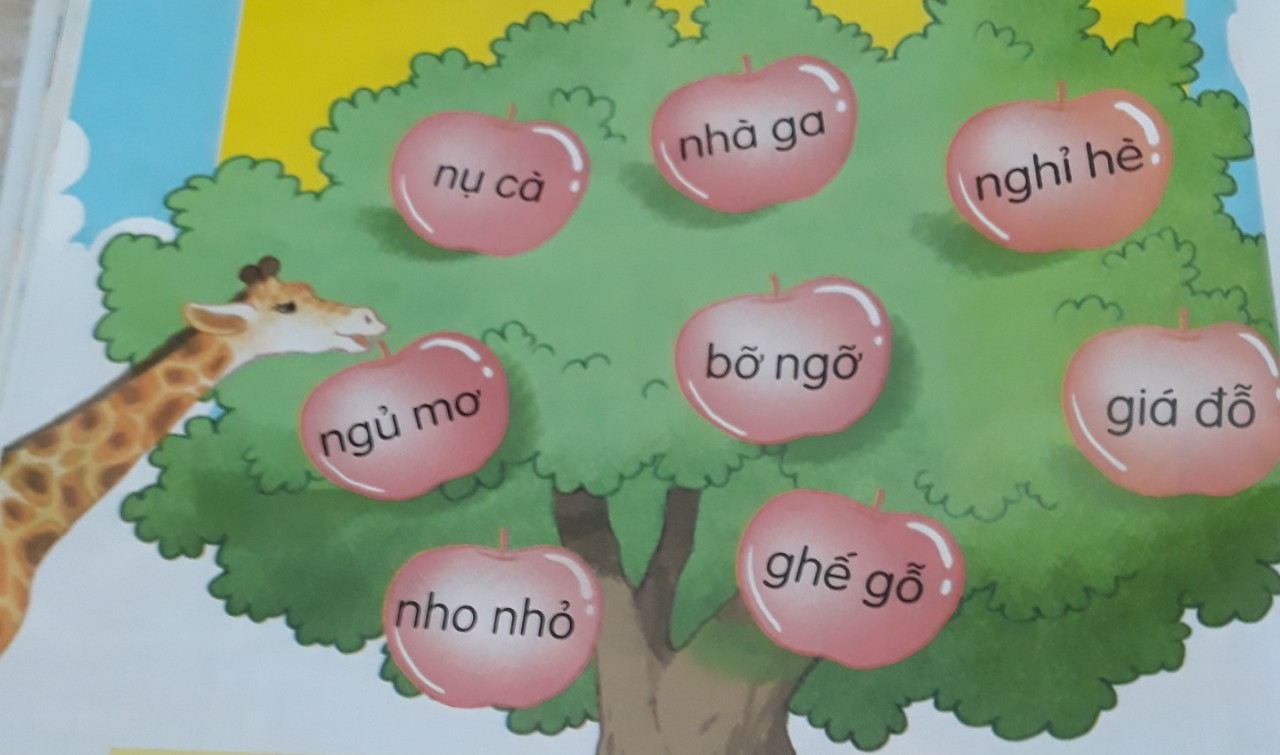 nụ cà
nhà ga
nghỉ hè
ngủ mơ
bỡ ngỡ
giá đỗ
nho nhỏ
ghế gỗ